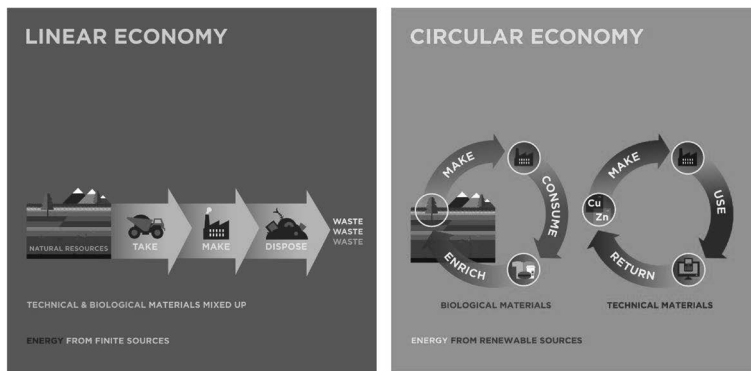 LINEAR ECONOMY
NATURAL RESOURCES
TAKE
MAKE
DISPOSE
WASTE
WASTE
WASTE
TECHNICAL & BIOLOGICAL MATERIALS MIXED UP
ENERGY FROM FINITE SOURCES
CIRCULAR ECONOMY
MAKE
CONSUME
ENRICH
BIOLOGICAL MATERIALS
MAKE
USE
Cu
Zn
RETURN
TECHNICAL MATERIALS
ENERGY FROM RENEWABLE SOURCES